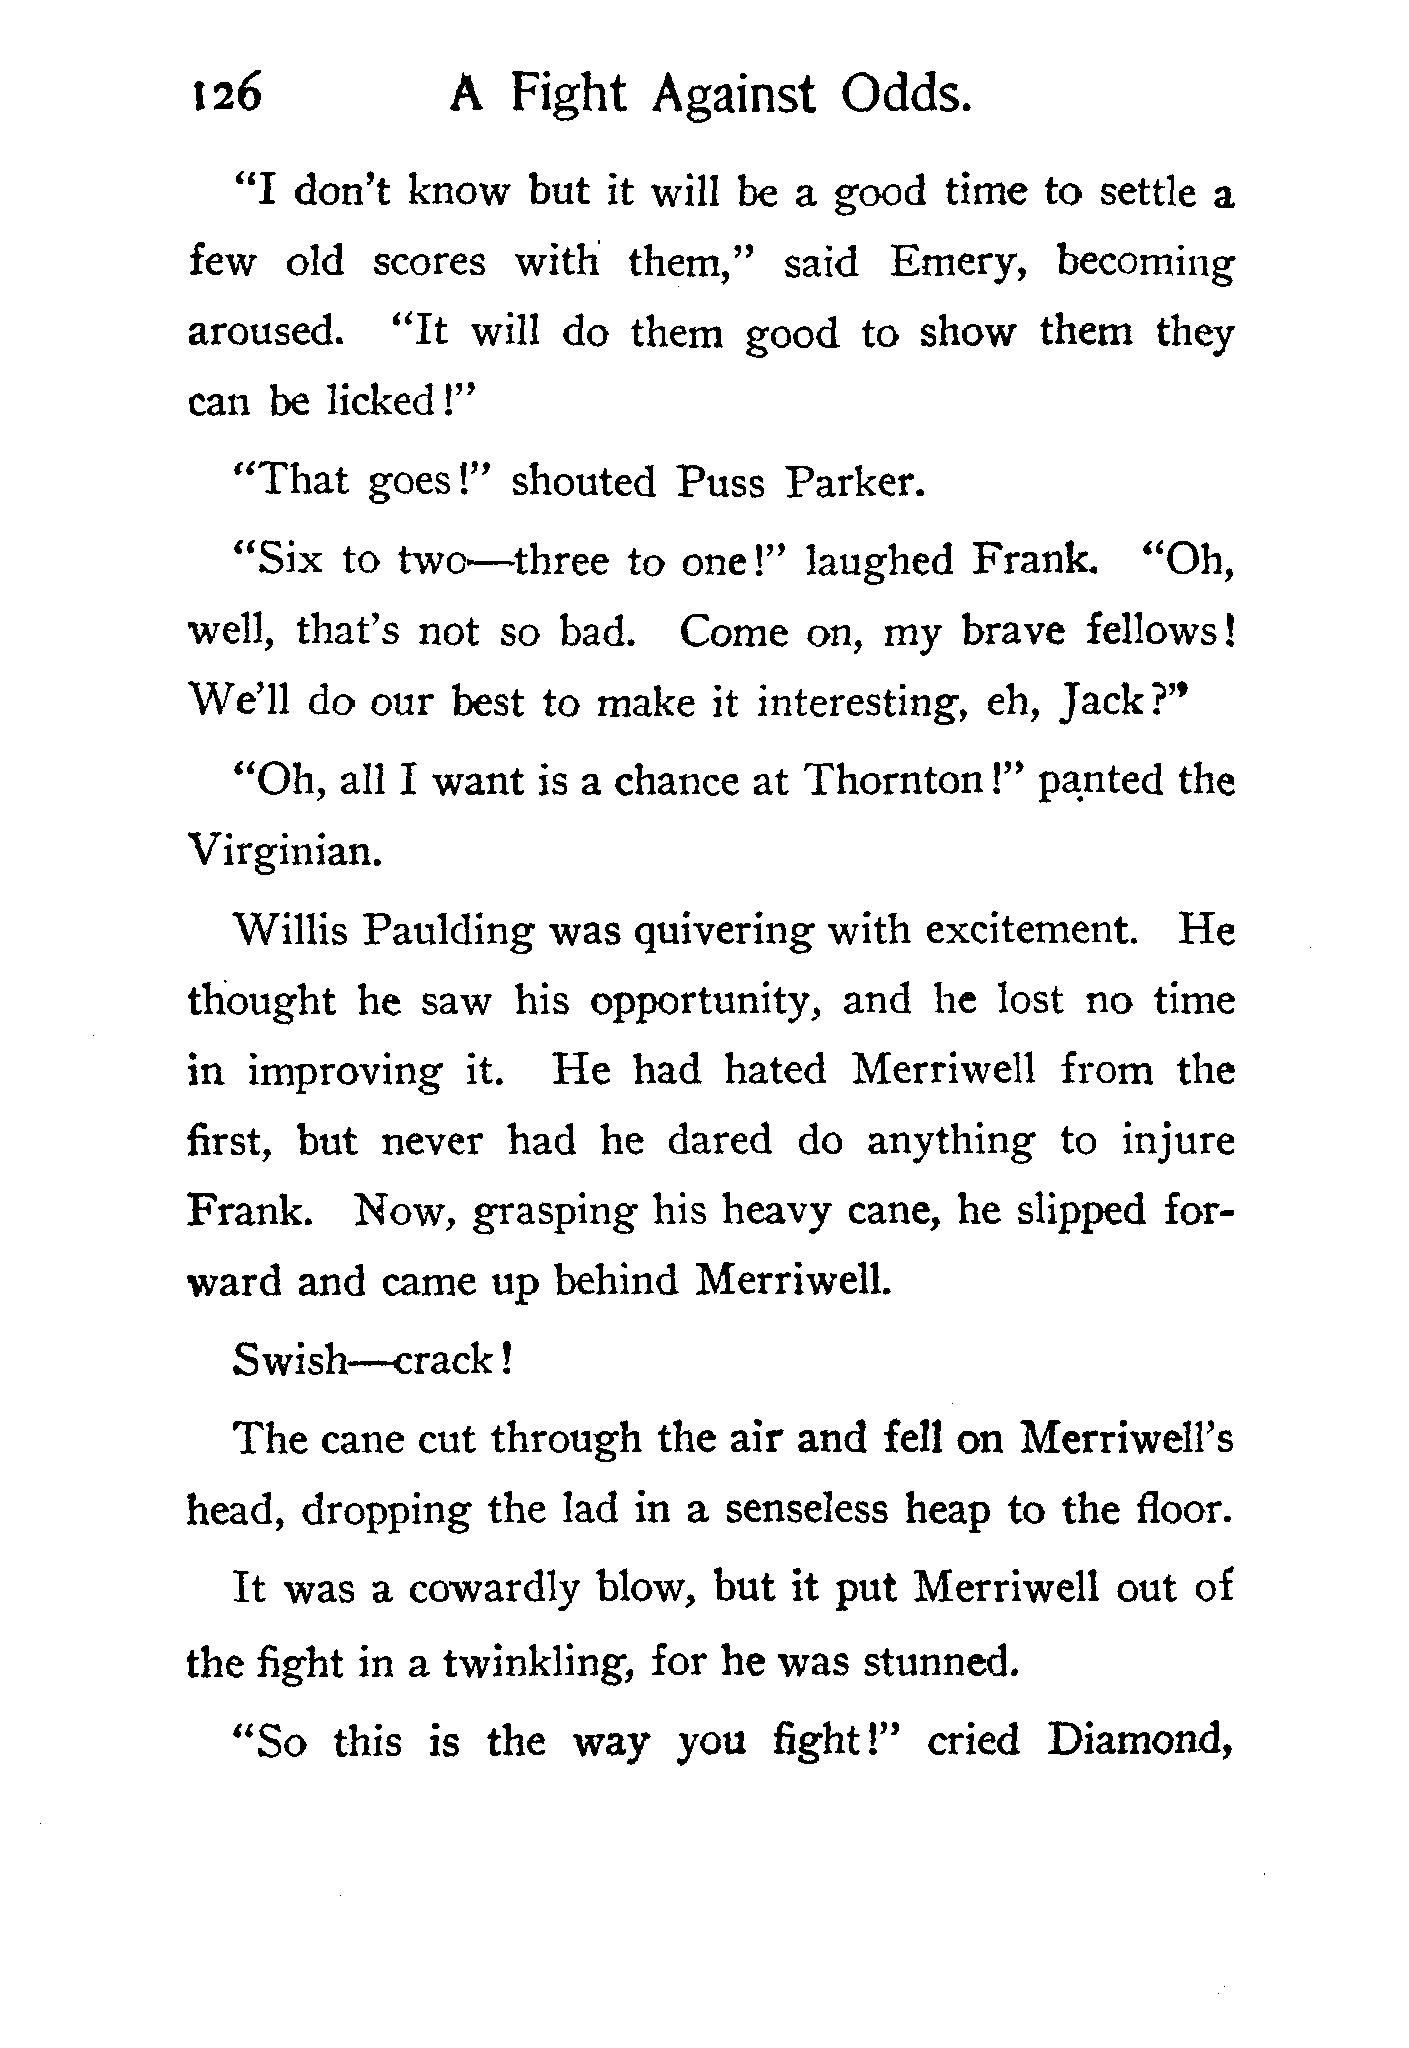 126 A Fight Against Odds.
“I don’t know but it will be a good time to settle a
few old scores with them,” said Emery, becoming
aroused. “It will do them good to show them they
can be licked!”
“That goes!” shouted Puss Parker.
“Six to two—three to one!” laughed Frank. “Oh,
well, that’s not so bad. Come on, my brave fellows!
We’ll do our best to make it interesting, eh, Jack?”
“Oh, all I want is a chance at Thornton!” panted the
Virginian.
Willis Paulding was quivering with excitement. He
thought he saw his opportunity, and he lost no time
in improving it. He had hated Merriwell from the
first, but never had he dared do anything to injure
Frank. Now, grasping his heavy cane, he slipped for-
ward and came up behind Merriwell.
Swish—crack!
The cane cut through the air and fell on Merriwell’s
head, dropping the lad in a senseless heap to the floor.
It was a cowardly blow, but it put Merriwell out of
the fight in a twinkling, for he was stunned.
“So this is the way you fight!” cried Diamond,